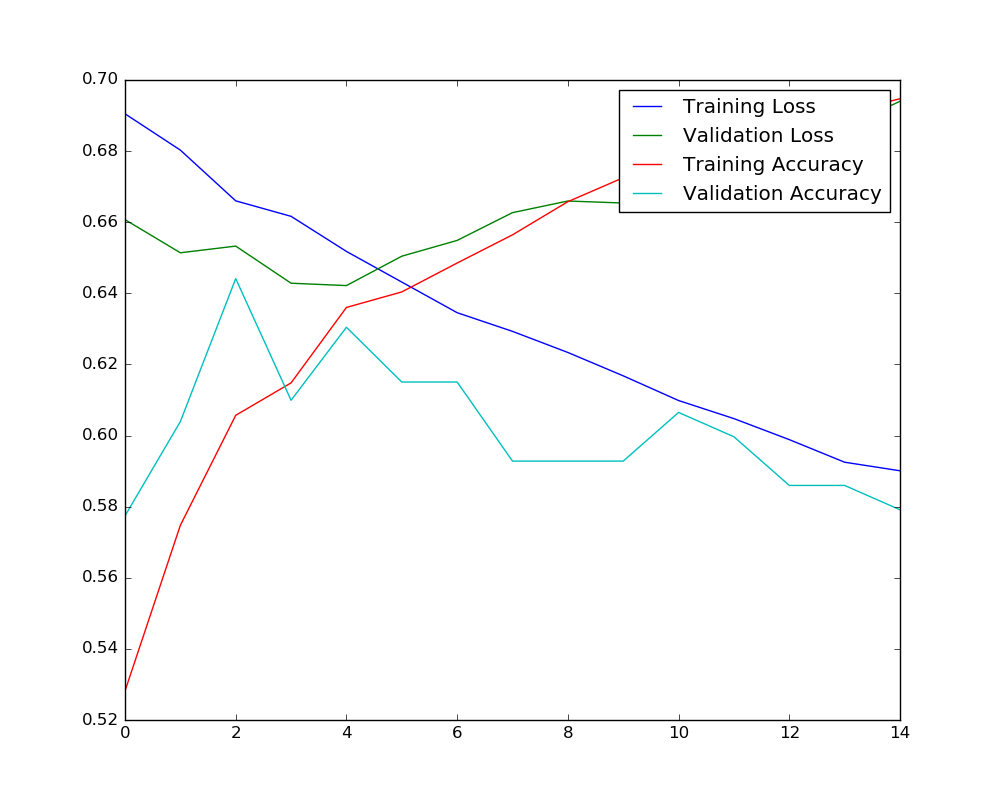 0.70
0.68
0.66
0.64
0.62
0.60
0.58
0.56
0.54
0.52
0 2 4 6 8 10 12 14
Training Loss
Validation Loss
Training Accuracy
Validation Accuracy